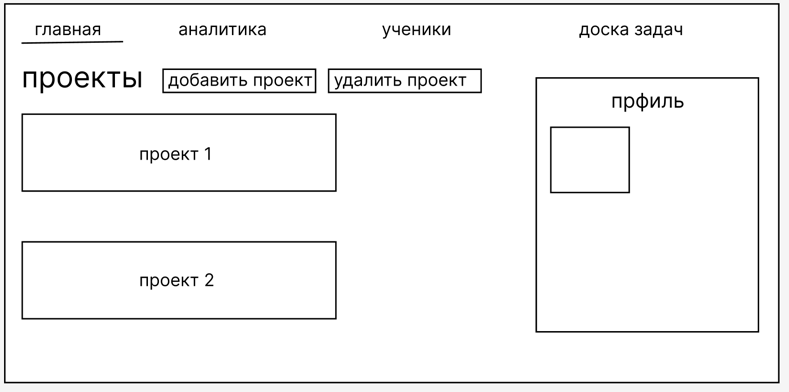 главная аналитика ученики доска задач
проекты добавить проект удалить проект
прфиль
проект 1
проект 2